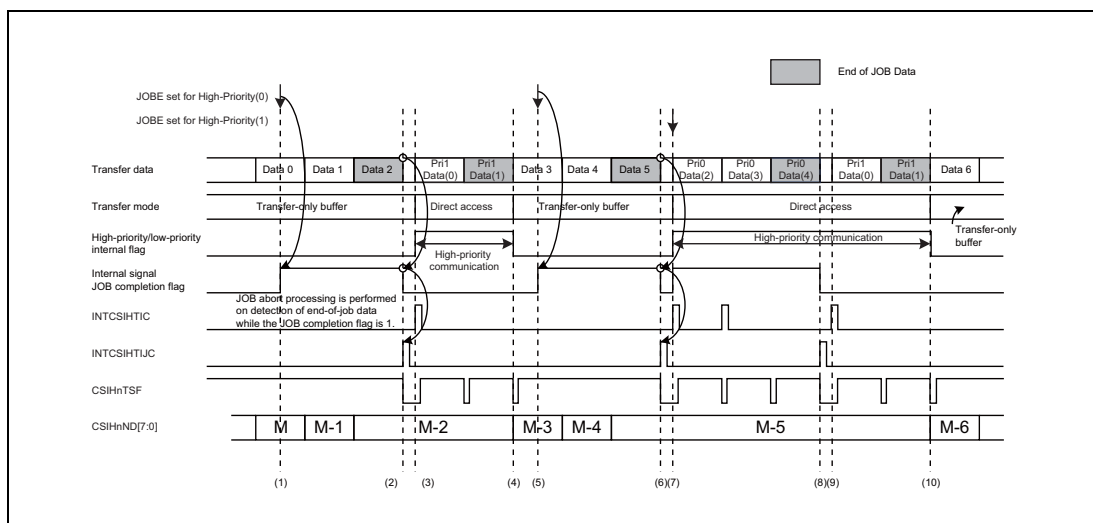 End of JOB Data
JOBE set for High-Priority(0)
JOBE set for High-Priority(1)
Transfer data
Data 0
Data 1
Data 2
Pri1
Data(0)
Pri1
Data(1)
Data 3
Data 4
Data 5
Pri0
Data(2)
Pri0
Data(3)
Pri0
Data(4)
Pri1
Data(0)
Pri1
Data(1)
Data 6
Transfer mode
Transfer-only buffer
Direct access
Transfer-only buffer
Direct access
Transfer-only
buffer
High-priority/low-priority
internal flag
High-priority
communication
High-priority communication
Internal signal
JOB completion flag
JOB abort processing is performed
on detection of end-of-job data
while the JOB completion flag is 1.
INTCSIHTIC
INTCSIHTIJC
CSIHnTSF
CSIHnND[7:0]
M
M-1
M-2
M-3
M-4
M-5
M-6
(1)
(2)
(3)
(4)
(5)
(6)(7)
(8)(9)
(10)